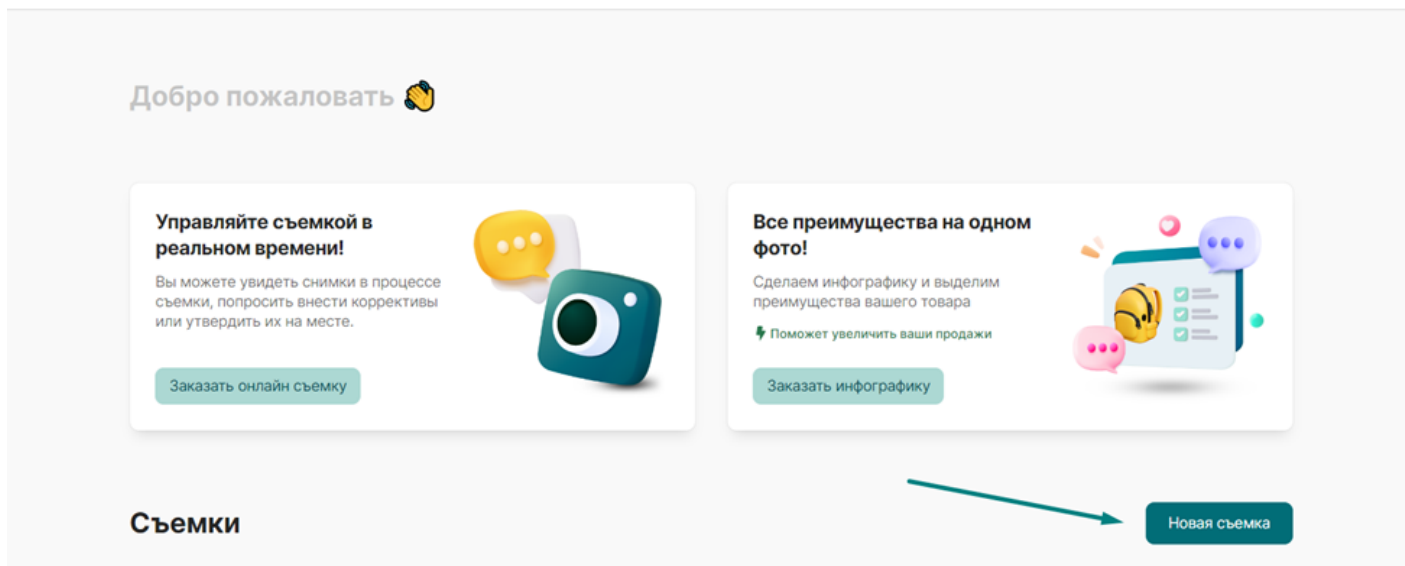 Добро пожаловать 👋
Управляйте съемкой в
реальном времени!
Вы можете увидеть снимки в процессе
съемки, попросить внести коррективы
или утвердить их на месте.
Заказать онлайн съемку
Все преимущества на одном
фото!
Сделаем инфографику и выделим
преимущества вашего товара
Поможет увеличить ваши продажи
Заказать инфографику
Съемки
Новая съемка